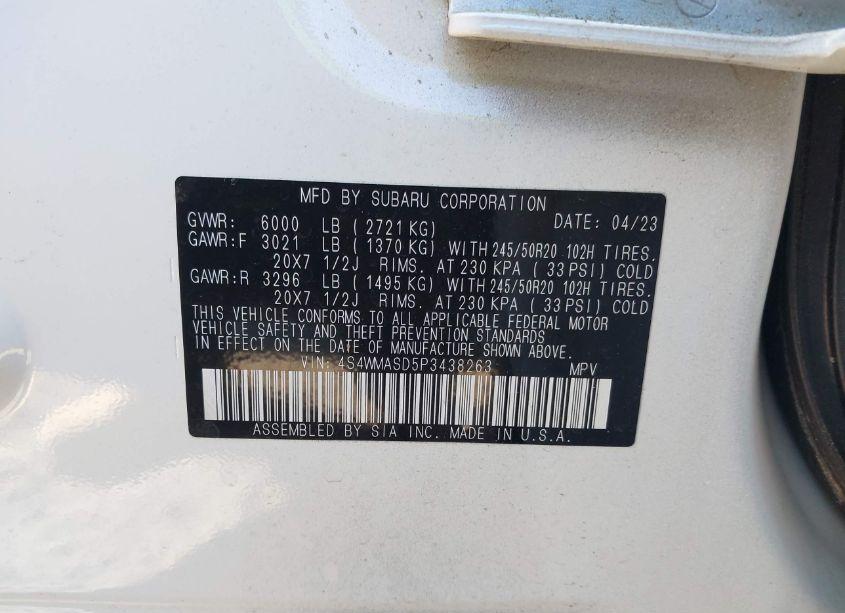 MFD BY SUBARU CORPORATION
GVWR: 6000 LB ( 2721 KG) DATE: 04/23
GAWR:F 3021 LB ( 1370 KG) WITH 245/50R20 102H TIRES.
20X7 1/2J RIMS. AT 230 KPA ( 33 PSI) COLD
GAWR:R 3296 LB ( 1495 KG) WITH 245/50R20 102H TIRES.
20X7 1/2J RIMS. AT 230 KPA ( 33 PSI) COLD
THIS VEHICLE CONFORMS TO ALL APPLICABLE FEDERAL MOTOR
VEHICLE SAFETY AND THEFT PREVENTION STANDARDS
IN EFFECT ON THE DATE OF MANUFACTURE SHOWN ABOVE.
VIN: 4S4WMASD5P3438263 MPV
ASSEMBLED BY SIA INC. MADE IN U.S.A.